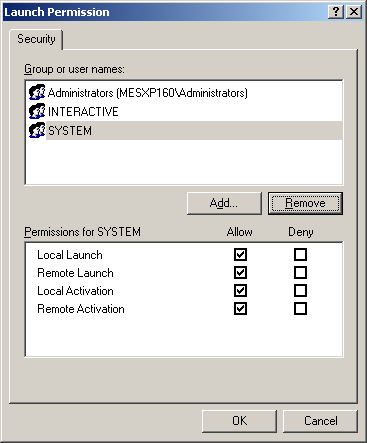 Launch Permission
Security
Group or user names:
Administrators (MESXP160\Administrators)
INTERACTIVE
SYSTEM
Add... Remove
Permissions for SYSTEM Allow Deny
Local Launch
Remote Launch
Local Activation
Remote Activation
OK Cancel